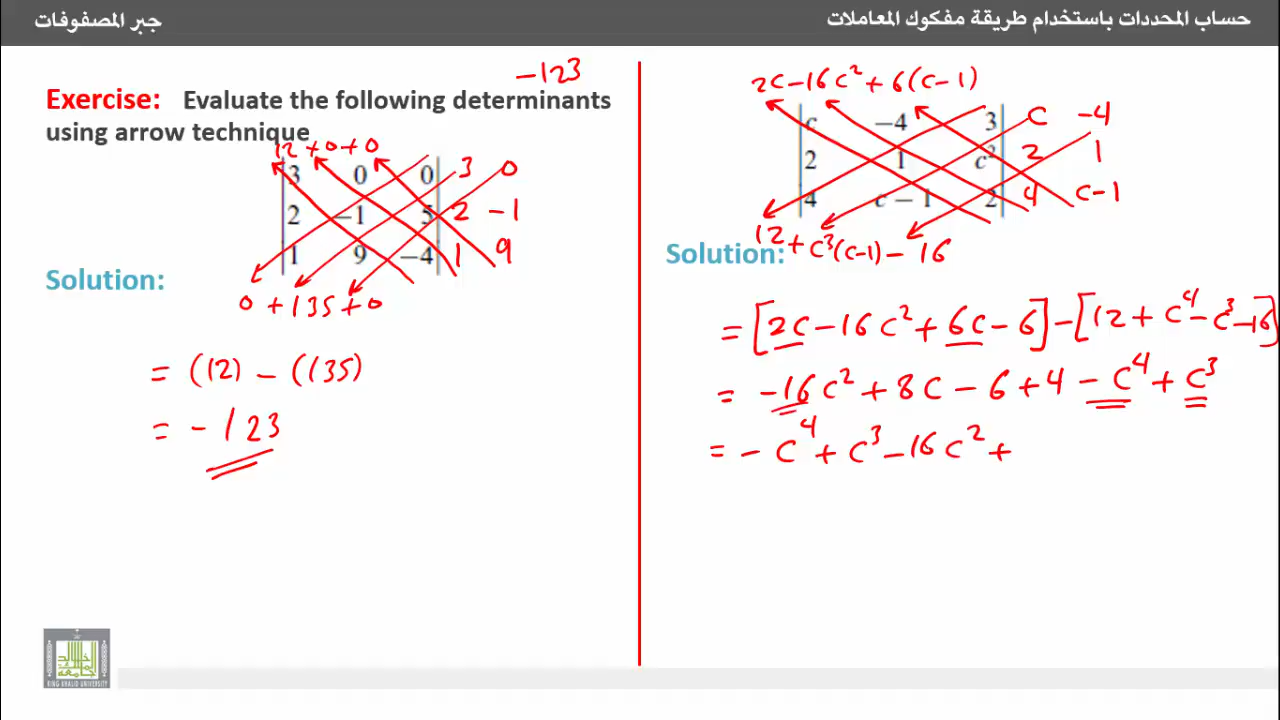 حساب المحددات باستخدام طريقة مفكوك المعاملات
جبر المصفوفات
-123
Exercise: Evaluate the following determinants
using arrow technique
12 + 0 + 0
3 0 0 3 0
2 -1 5 2 -1
1 9 -4 1 9
Solution:
0 + 135 + 0
= (12) - (135)
= -123
2c - 16c² + 6(c-1)
c -4 3 c -4
2 1 c² 2 1
4 c - 1 2 4 c-1
12 + c³(c-1) - 16
Solution:
= [2c - 16c² + 6c - 6] - [12 + c⁴ - c³ - 16]
= -16c² + 8c - 6 + 4 - c⁴ + c³
= - c⁴ + c³ - 16c² +
KING KHALID UNIVERSITY